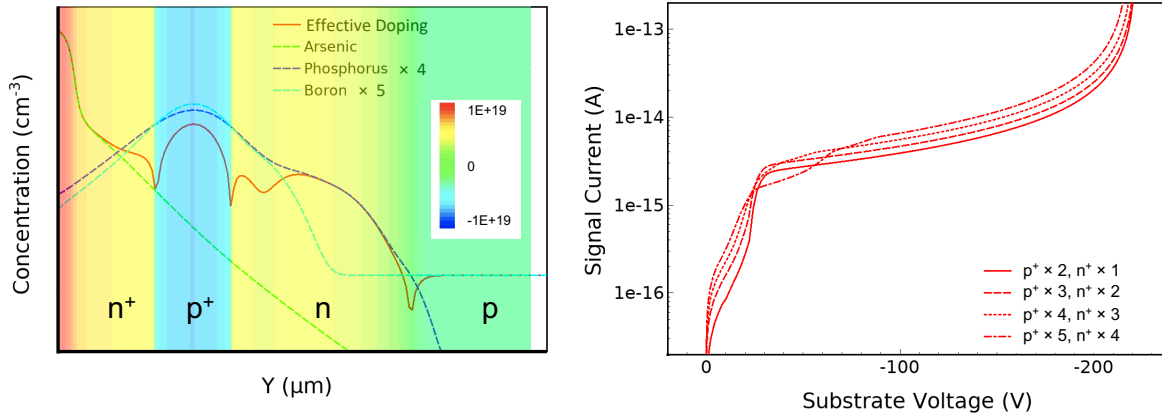 Concentration (cm⁻³)
Effective Doping
Arsenic
Phosphorus × 4
Boron × 5
1E+19
0
-1E+19
n⁺
p⁺
n
p
Y (μm)
Signal Current (A)
1e-13
1e-14
1e-15
1e-16
p⁺ × 2, n⁺ × 1
p⁺ × 3, n⁺ × 2
p⁺ × 4, n⁺ × 3
p⁺ × 5, n⁺ × 4
0
-100
-200
Substrate Voltage (V)